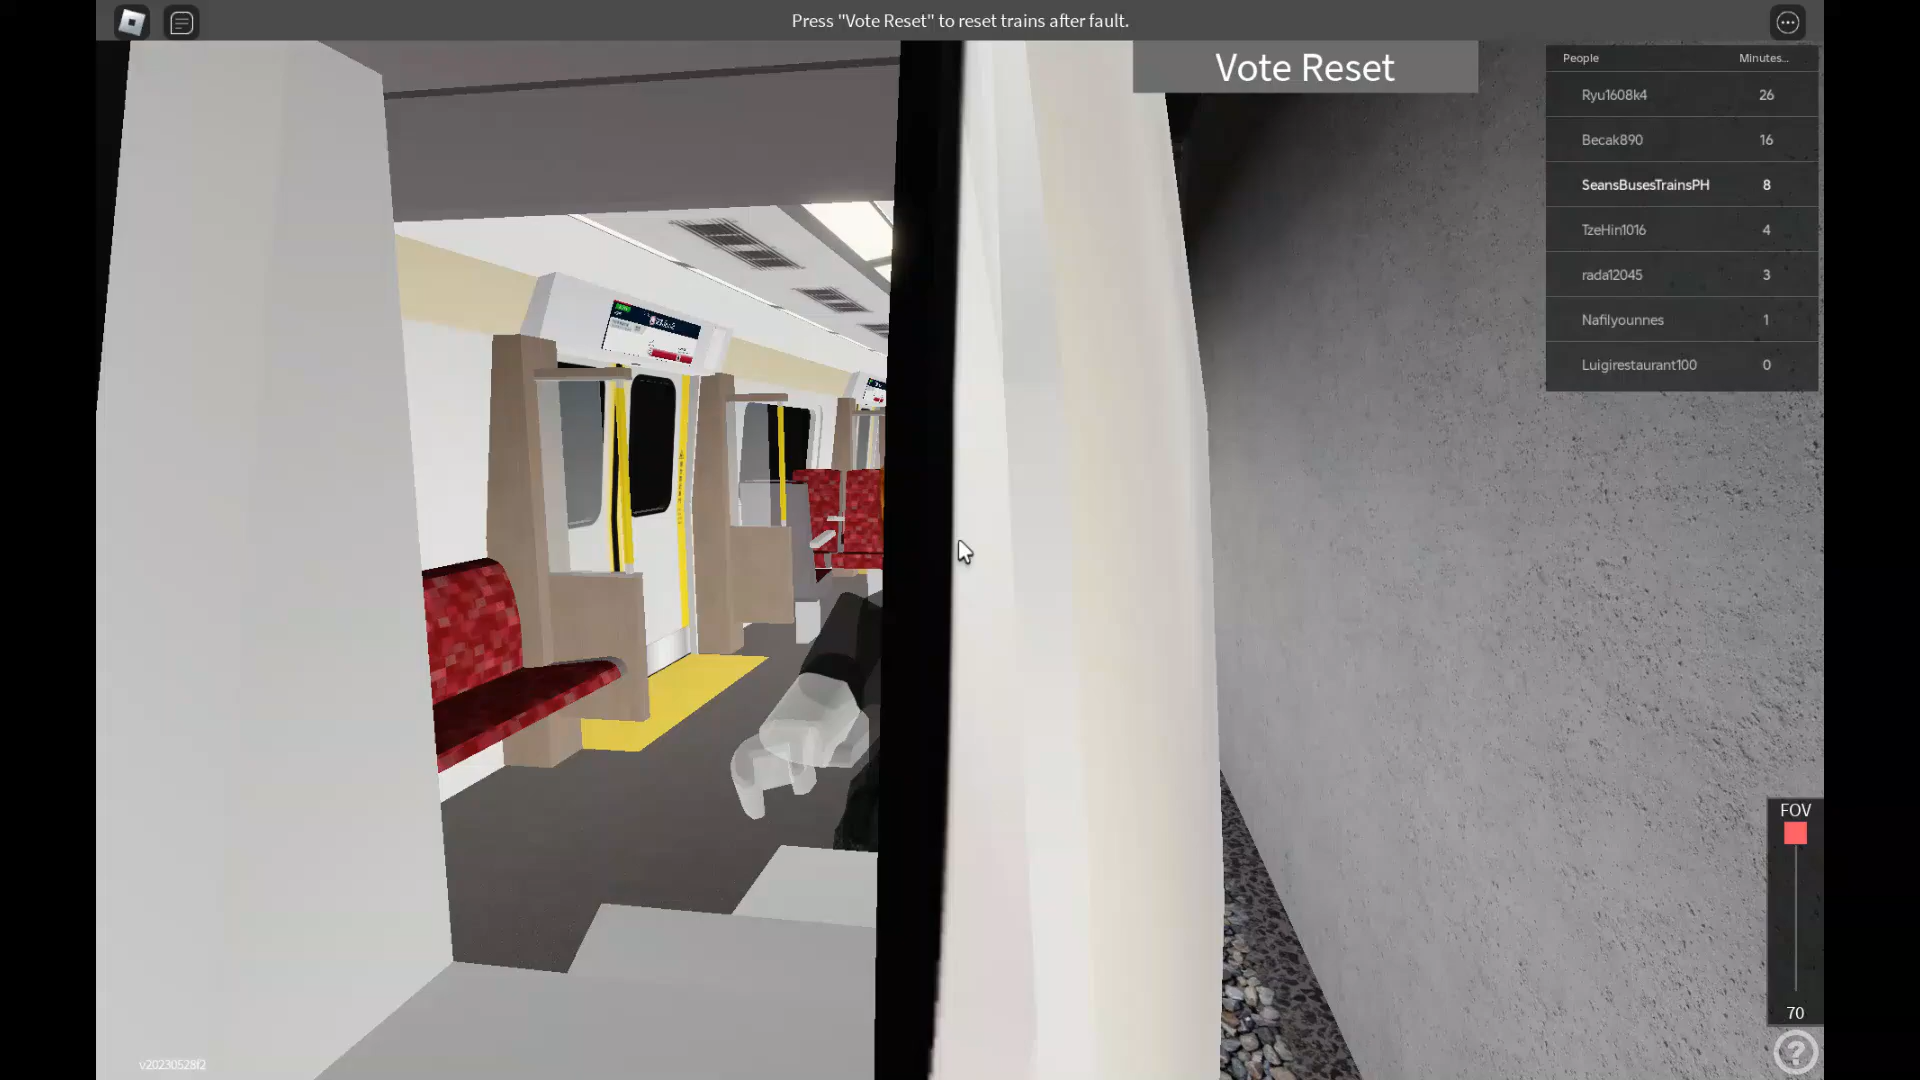 Press "Vote Reset" to reset trains after fault.
Vote Reset
People Minutes...
Ryu1608k4 26
Becak890 16
SeansBusesTrainsPH 8
TzeHin1016 4
rada12045 3
Nafilyounnes 1
Luigirestaurant100 0
FOV
70
?
v20230528f2